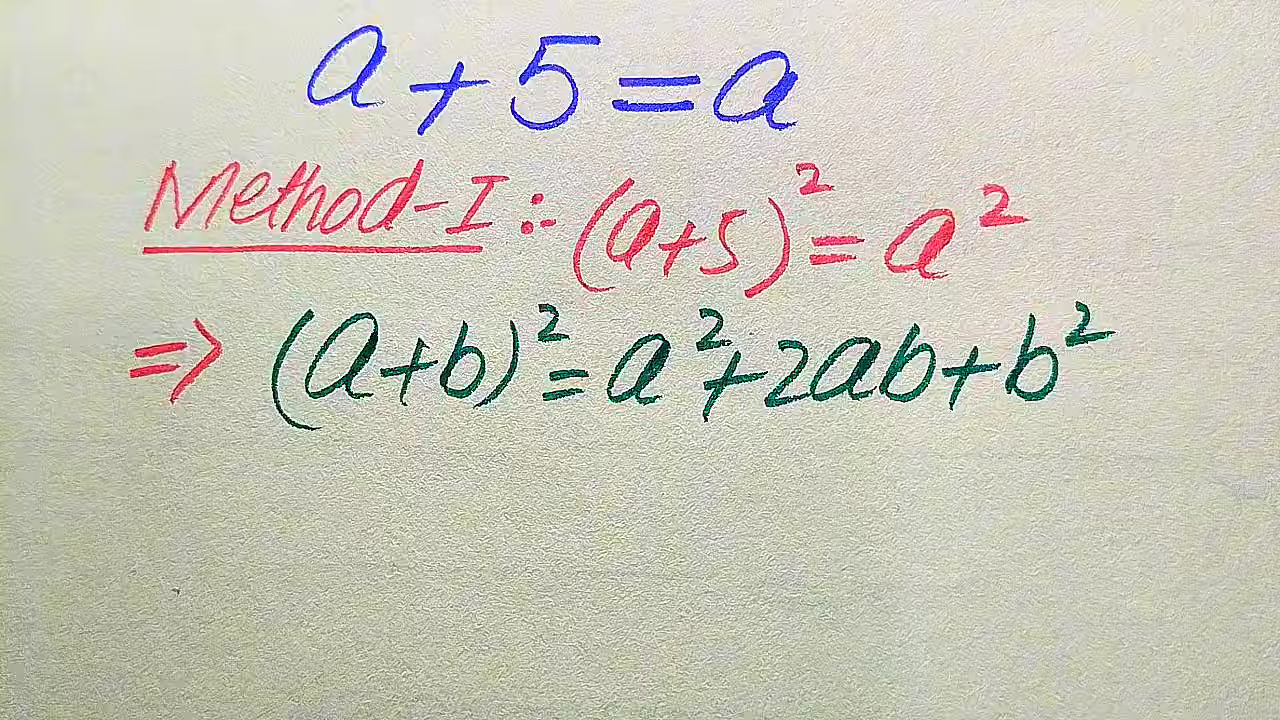 a+5=a
Method-I:- (a+5)²=a²
=> (a+b)²=a²+2ab+b²